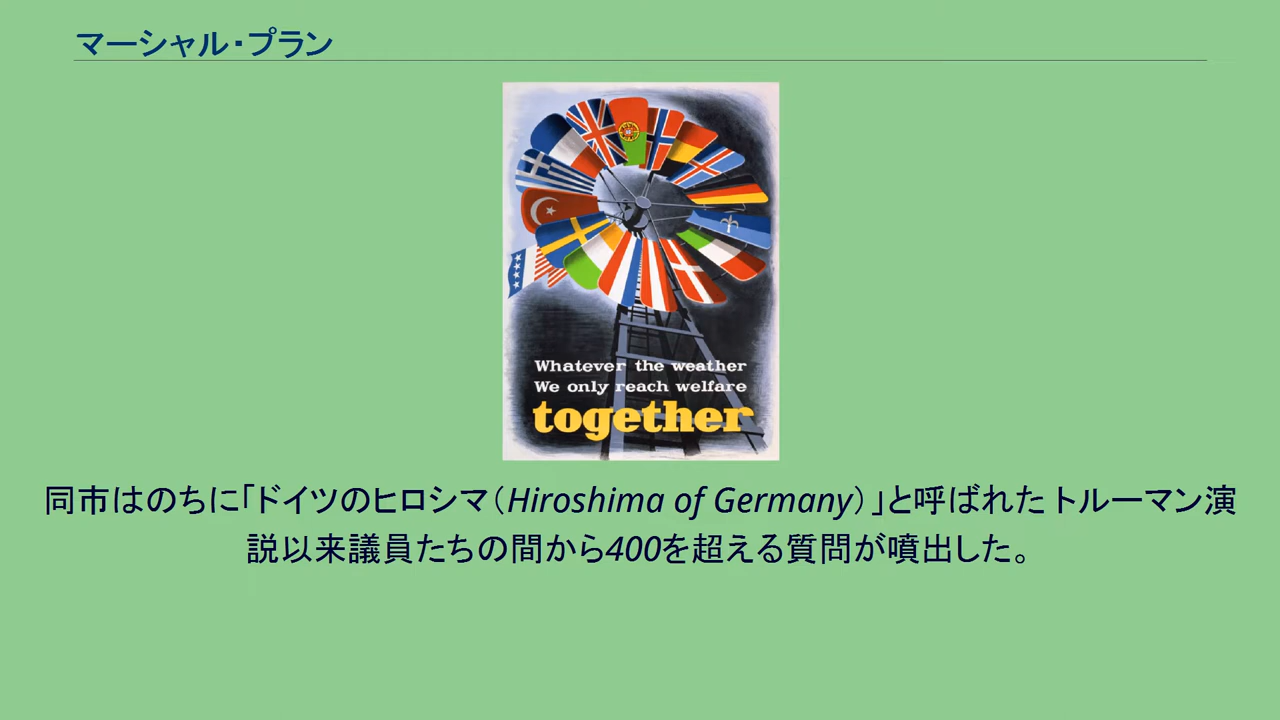 マーシャル・プラン
Whatever the weather
We only reach welfare
together
同市はのちに「ドイツのヒロシマ（Hiroshima of Germany）」と呼ばれた トルーマン演
説以来議員たちの間から400を超える質問が噴出した。